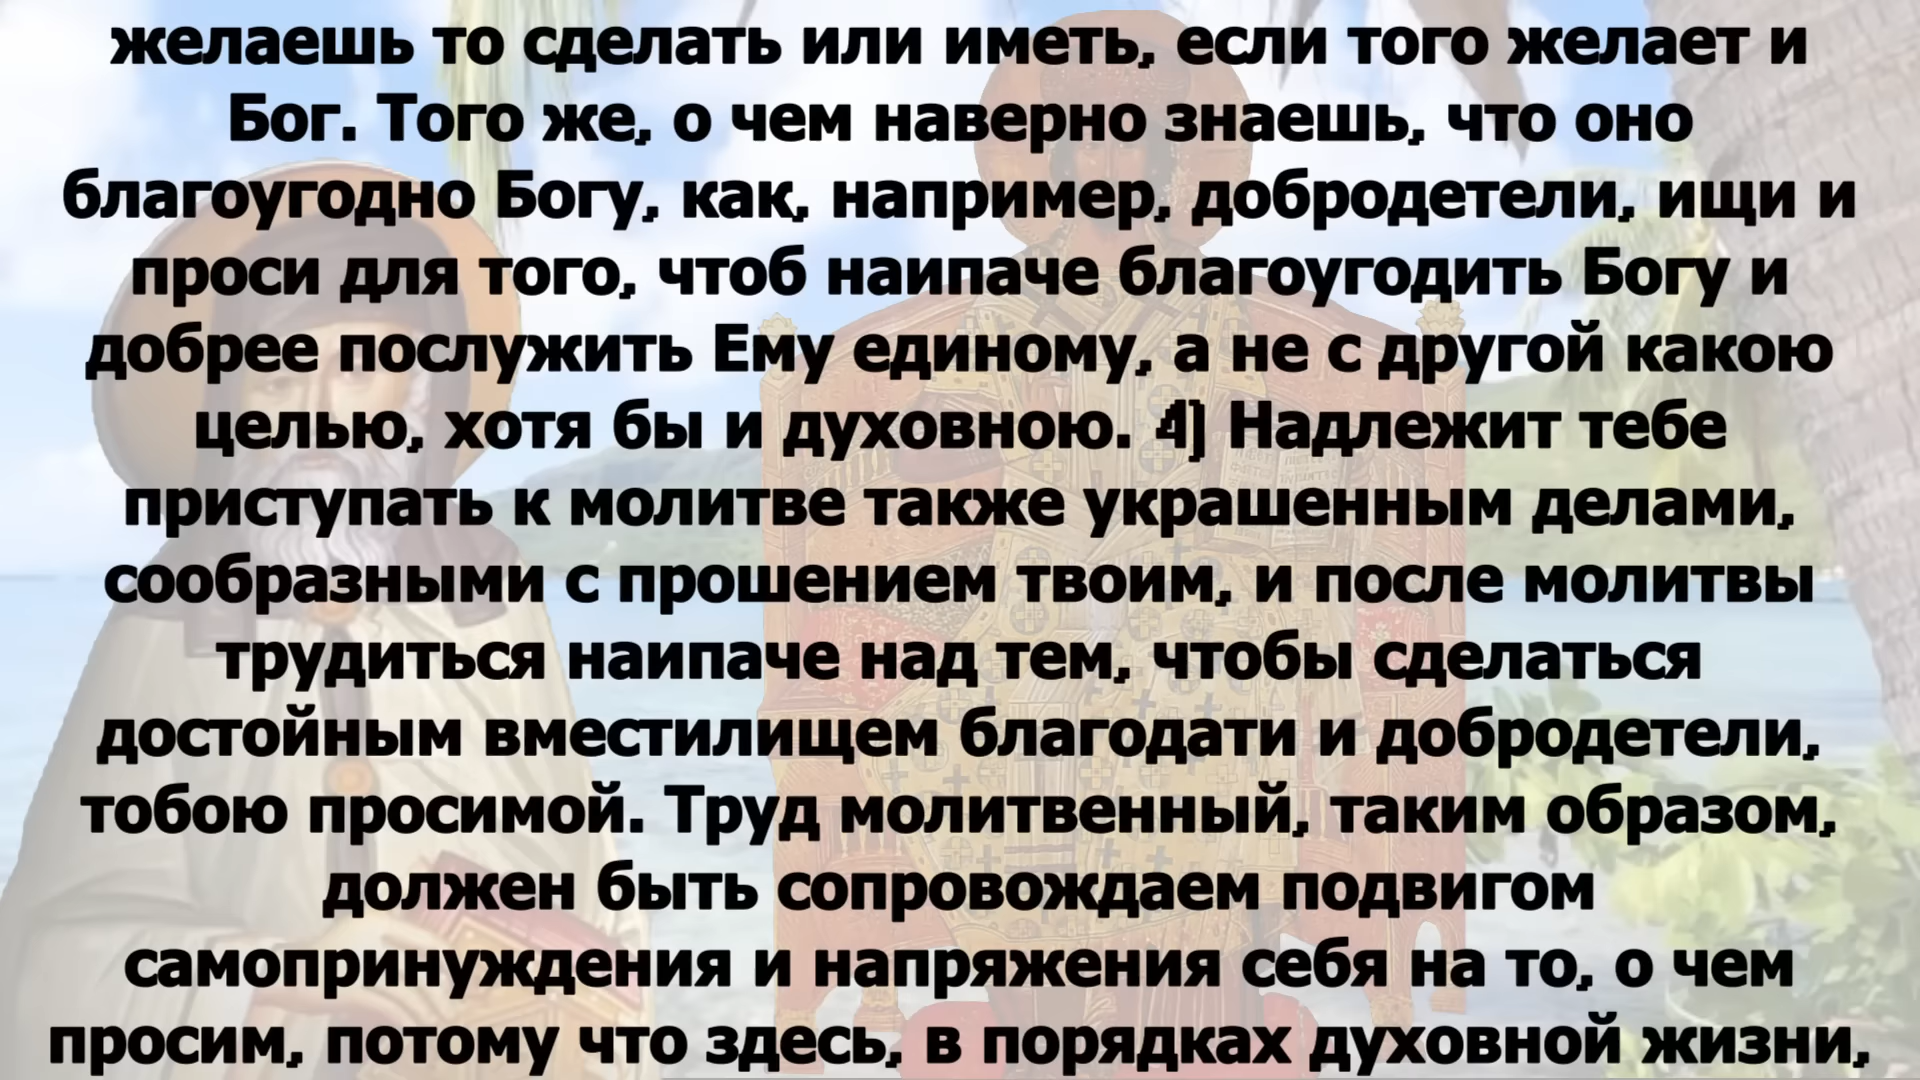 желаешь то сделать или иметь, если того желает и
Бог. Того же, о чем наверно знаешь, что оно
благоугодно Богу, как, например, добродетели, ищи и
проси для того, чтоб наипаче благоугодить Богу и
добрее послужить Ему единому, а не с другой какою
целью, хотя бы и духовною. 4) Надлежит тебе
приступать к молитве также украшенным делами,
сообразными с прошением твоим, и после молитвы
трудиться наипаче над тем, чтобы сделаться
достойным вместилищем благодати и добродетели,
тобою просимой. Труд молитвенный, таким образом,
должен быть сопровождаем подвигом
самопринуждения и напряжения себя на то, о чем
просим, потому что здесь, в порядках духовной жизни,